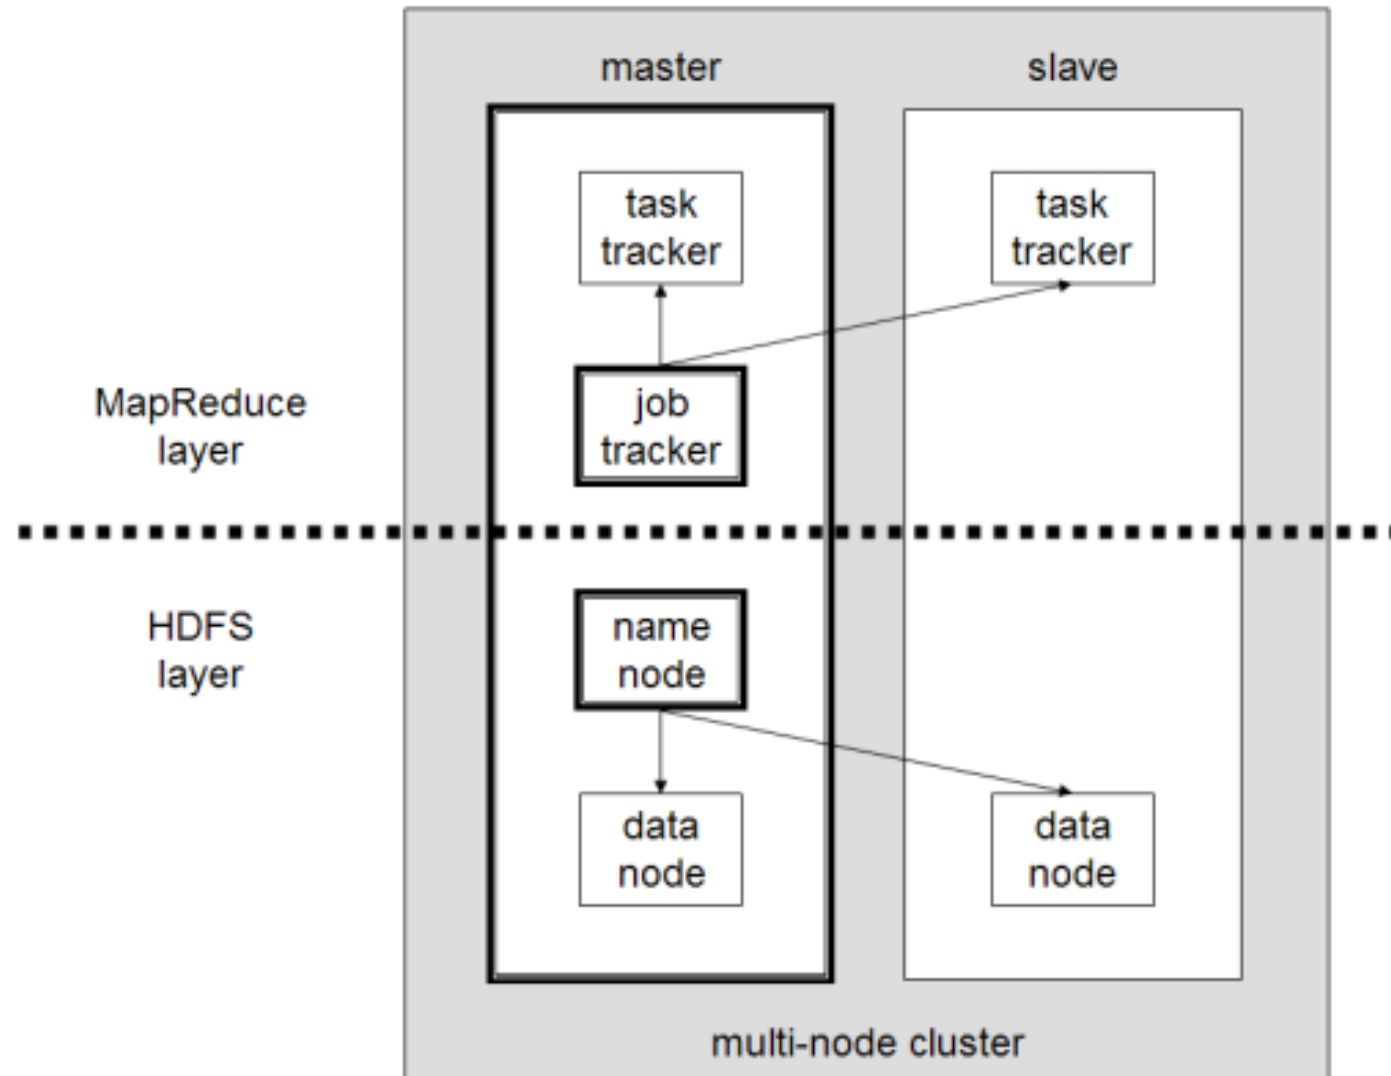 master
slave
task
tracker
task
tracker
MapReduce
layer
job
tracker
HDFS
layer
name
node
data
node
data
node
multi-node cluster